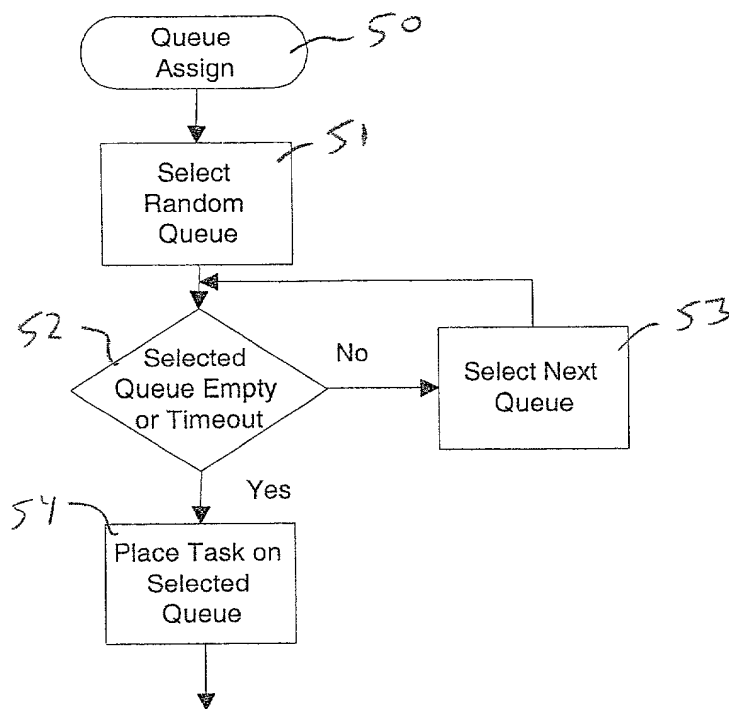 Queue
Assign
50
51
Select
Random
Queue
52
Selected
Queue Empty
or Timeout
No
53
Select Next
Queue
Yes
54
Place Task on
Selected
Queue